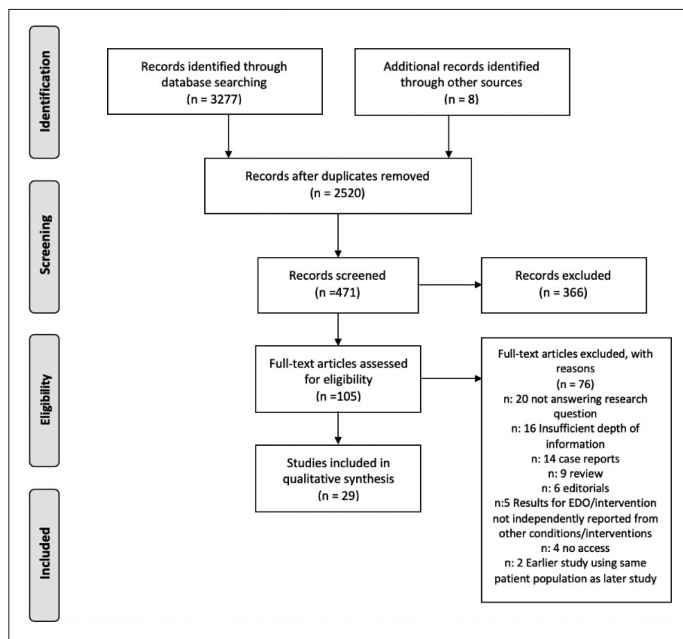 Identification
Records identified through
database searching
(n = 3277)
Additional records identified
through other sources
(n = 8)
Records after duplicates removed
(n = 2520)
Screening
Records screened
(n =471)
Records excluded
(n = 366)
Eligibility
Full-text articles assessed
for eligibility
(n =105)
Full-text articles excluded, with
reasons
(n = 76)
n: 20 not answering research
question
n: 16 Insufficient depth of
information
n: 14 case reports
n: 9 review
n: 6 editorials
n:5 Results for EDO/intervention
not independently reported from
other conditions/interventions
n: 4 no access
n: 2 Earlier study using same
patient population as later study
Studies included in
qualitative synthesis
(n = 29)
Included